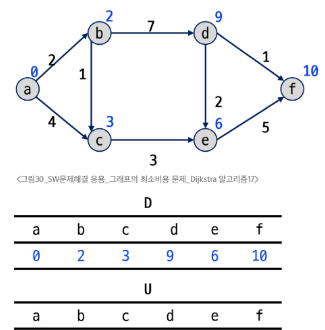 2 9
b 7 d
0 2 1 10
a 1 f
4 3 2 6 5
c e
3
<그림30_SW문제해결 응용_그래프의 최소비용 문제_Dijkstra 알고리즘17>
D
a b c d e f
0 2 3 9 6 10
U
a b c d e f